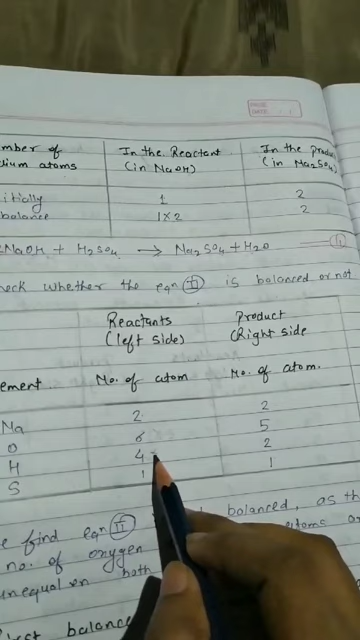 PAGE
DATE
mber of In the Reactant In the produ
ium atoms (in NaOH) (in Na2SO4)
itially 1 2
balance 1×2 2
NaOH + H2SO4 → Na2SO4 + H2O
heck whether the eqn (II) is balanced or not
Reactants Product
(left side) (Right side
ement No. of atom No. of atom.
Na 2 2
O 6 5
H 4 2
S 1 1
e find eqn (II) balanced, as th
no. of oxygen atoms
unequal on both
balance